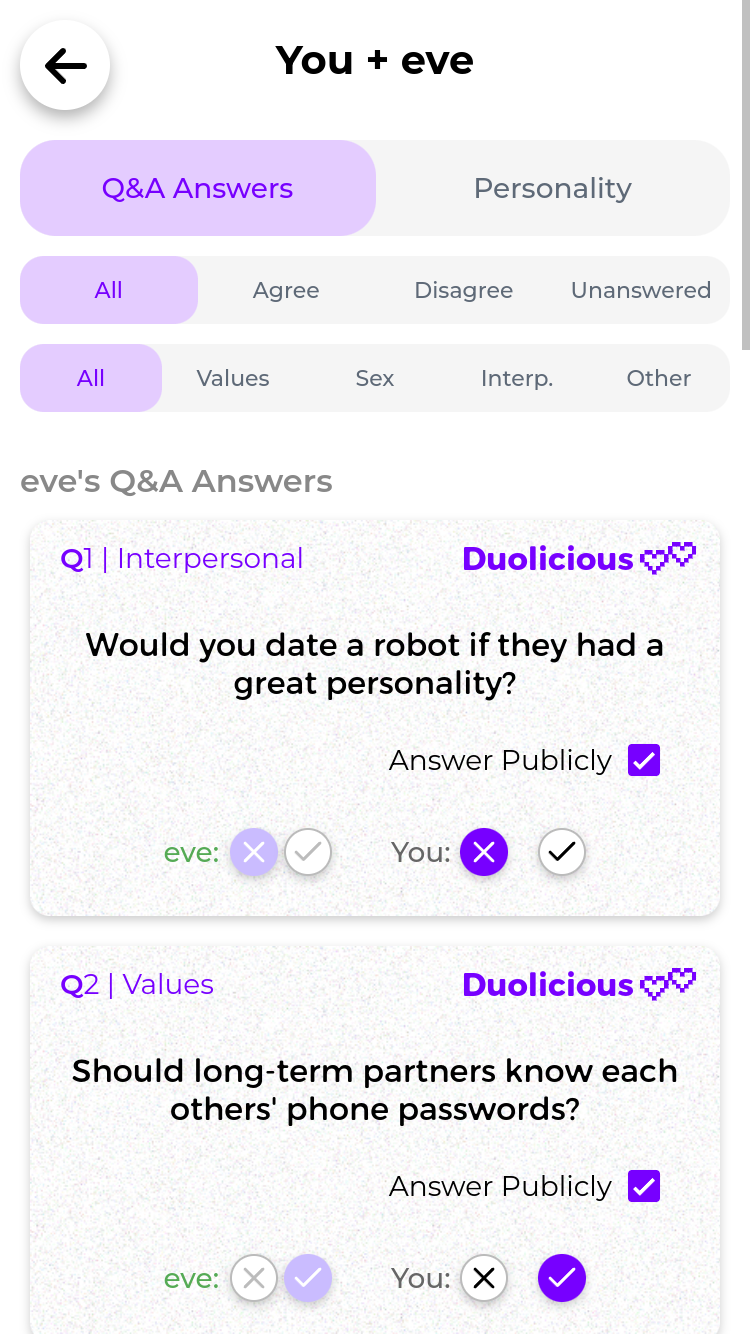 You + eve
Q&A Answers Personality
All Agree Disagree Unanswered
All Values Sex Interp. Other
eve's Q&A Answers
Q1 | Interpersonal Duolicious
Would you date a robot if they had a
great personality?
Answer Publicly
eve: You:
Q2 | Values Duolicious
Should long-term partners know each
others' phone passwords?
Answer Publicly
eve: You: